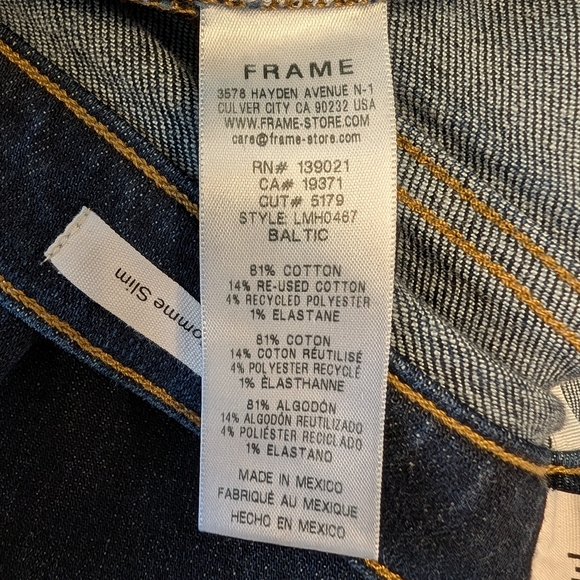 FRAME
3578 HAYDEN AVENUE N-1
CULVER CITY CA 90232 USA
WWW.FRAME-STORE.COM
care@frame-store.com
RN# 139021
CA# 19371
CUT# 5179
STYLE: LMH0467
BALTIC
81% COTTON
14% RE-USED COTTON
4% RECYCLED POLYESTER
1% ELASTANE
81% COTON
14% COTON RÉUTILISÉ
4% POLYESTER RECYCLÉ
1% ÉLASTHANNE
81% ALGODÓN
14% ALGODÓN REUTILIZADO
4% POLIÉSTER RECICLADO
1% ELASTANO
MADE IN MEXICO
FABRIQUÉ AU MEXIQUE
HECHO EN MEXICO
omme Slim